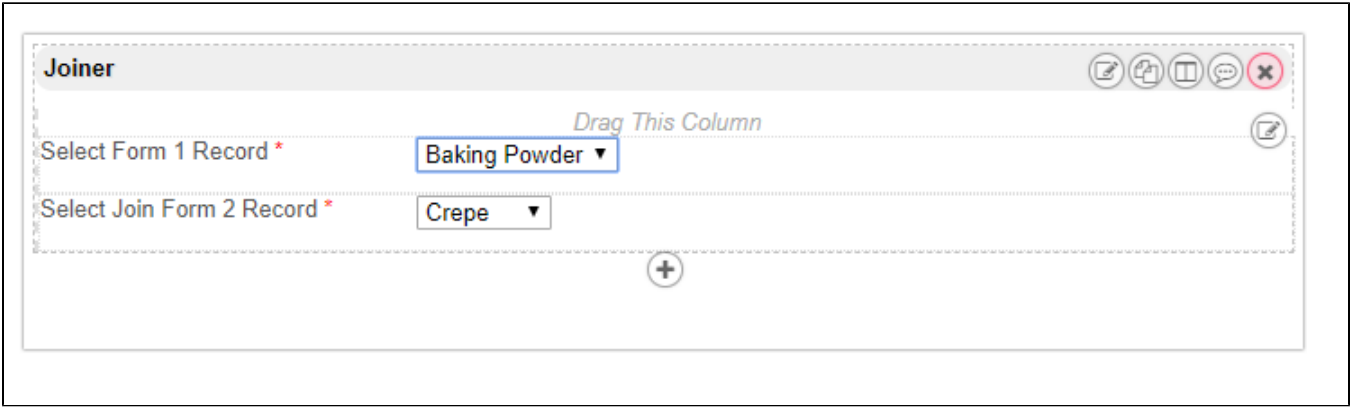 Joiner
Drag This Column
Select Form 1 Record * Baking Powder
Select Join Form 2 Record * Crepe